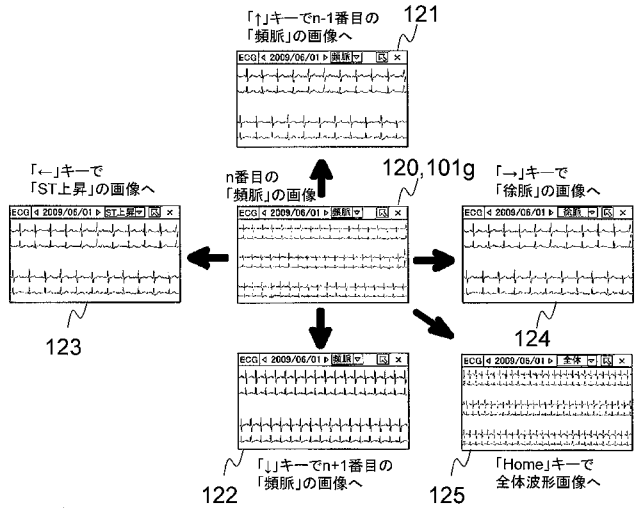 「↑」キーでn-1番目の
「頻脈」の画像へ
121
ECG ◁ 2009/06/01 ▷ 頻脈 ▽ ×
「←」キーで
「ST上昇」の画像へ
n番目の
「頻脈」の画像
120,101g
「→」キーで
「徐脈」の画像へ
ECG ◁ 2009/06/01 ▷ ST上昇 ▽ ×
ECG ◁ 2009/06/01 ▷ 頻脈 ▽ ×
ECG ◁ 2009/06/01 ▷ 徐脈 ▽ ×
123
124
ECG ◁ 2009/06/01 ▷ 頻脈 ▽ ×
ECG ◁ 2009/06/01 ▷ 全体 ▽ ×
122
「↓」キーでn+1番目の
「頻脈」の画像へ
125
「Home」キーで
全体波形画像へ